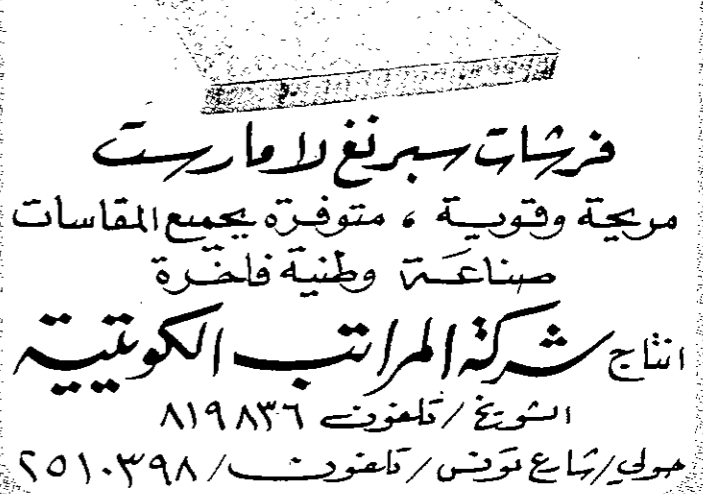 فرشات سبرنغ لامارست
مريحة وقوية ، متوفرة بجميع المقاسات
صناعة وطنية فاخرة
انتاج شركة المراتب الكويتية
الشويخ / تلفون ٨١٩٨٣٦
حولي / شاع تونس / تلفون / ٢٥١٠٣٩٨